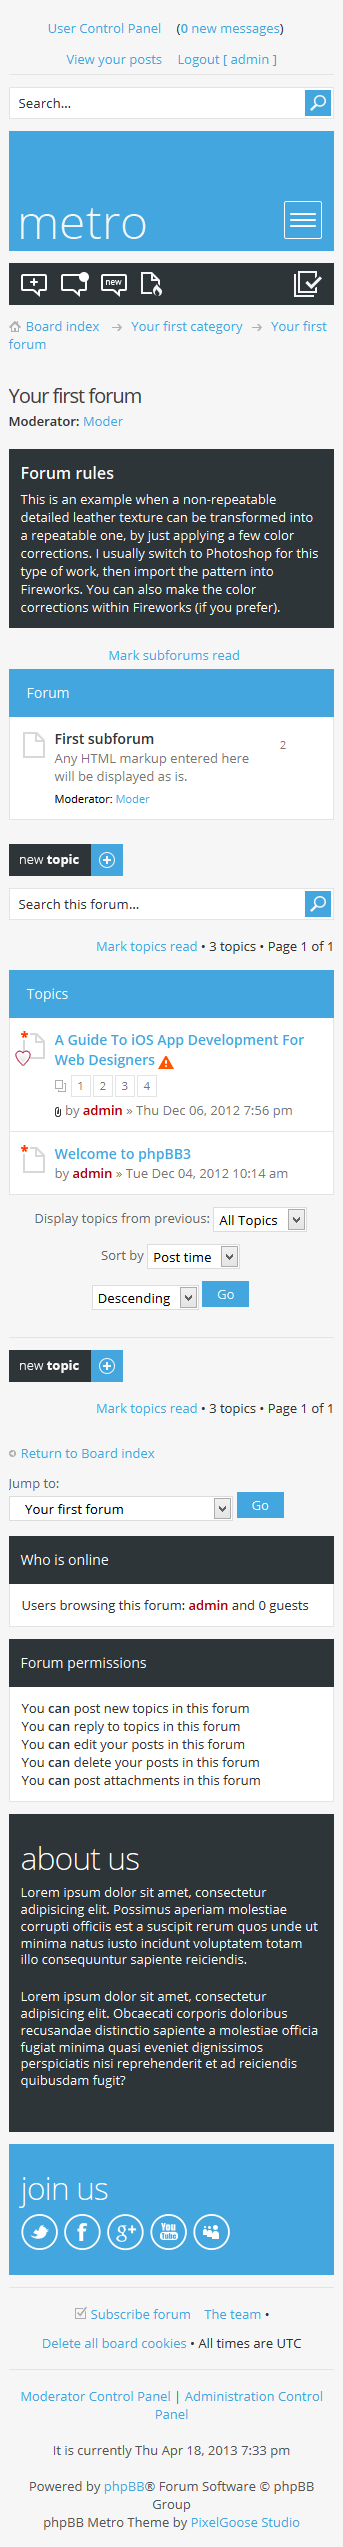 User Control Panel (0 new messages)
View your posts Logout [ admin ]
Search...
metro
new
Board index Your first category Your first
forum
Your first forum
Moderator: Moder
Forum rules
This is an example when a non-repeatable
detailed leather texture can be transformed into
a repeatable one, by just applying a few color
corrections. I usually switch to Photoshop for this
type of work, then import the pattern into
Fireworks. You can also make the color
corrections within Fireworks (if you prefer).
Mark subforums read
Forum
First subforum 2
Any HTML markup entered here
will be displayed as is.
Moderator: Moder
new topic
Search this forum...
Mark topics read • 3 topics • Page 1 of 1
Topics
A Guide To iOS App Development For
Web Designers
1 2 3 4
by admin » Thu Dec 06, 2012 7:56 pm
Welcome to phpBB3
by admin » Tue Dec 04, 2012 10:14 am
Display topics from previous: All Topics
Sort by Post time
Descending Go
new topic
Mark topics read • 3 topics • Page 1 of 1
Return to Board index
Jump to:
Your first forum Go
Who is online
Users browsing this forum: admin and 0 guests
Forum permissions
You can post new topics in this forum
You can reply to topics in this forum
You can edit your posts in this forum
You can delete your posts in this forum
You can post attachments in this forum
about us
Lorem ipsum dolor sit amet, consectetur
adipisicing elit. Possimus aperiam molestiae
corrupti officiis est a suscipit rerum quos unde ut
minima natus iusto incidunt voluptatem totam
illo consequuntur sapiente reiciendis.
Lorem ipsum dolor sit amet, consectetur
adipisicing elit. Obcaecati corporis doloribus
recusandae distinctio sapiente a molestiae officia
fugiat minima quasi eveniet dignissimos
perspiciatis nisi reprehenderit et ad reiciendis
quibusdam fugit?
join us
f g+ You Tube
Subscribe forum The team •
Delete all board cookies • All times are UTC
Moderator Control Panel | Administration Control
Panel
It is currently Thu Apr 18, 2013 7:33 pm
Powered by phpBB® Forum Software © phpBB
Group
phpBB Metro Theme by PixelGoose Studio